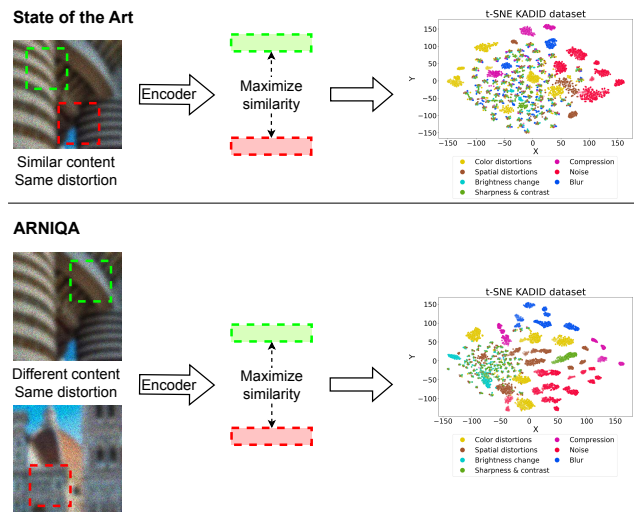 State of the Art
Similar content
Same distortion
Encoder
Maximize
similarity
t-SNE KADID dataset
150
100
50
0
−50
−100
−150
Y
−150 −100 −50 0 50 100 150
X
Color distortions
Spatial distortions
Brightness change
Sharpness & contrast
Compression
Noise
Blur
ARNIQA
Different content
Same distortion
Encoder
Maximize
similarity
t-SNE KADID dataset
150
100
50
0
−50
−100
Y
−150 −100 −50 0 50 100 150
X
Color distortions
Spatial distortions
Brightness change
Sharpness & contrast
Compression
Noise
Blur